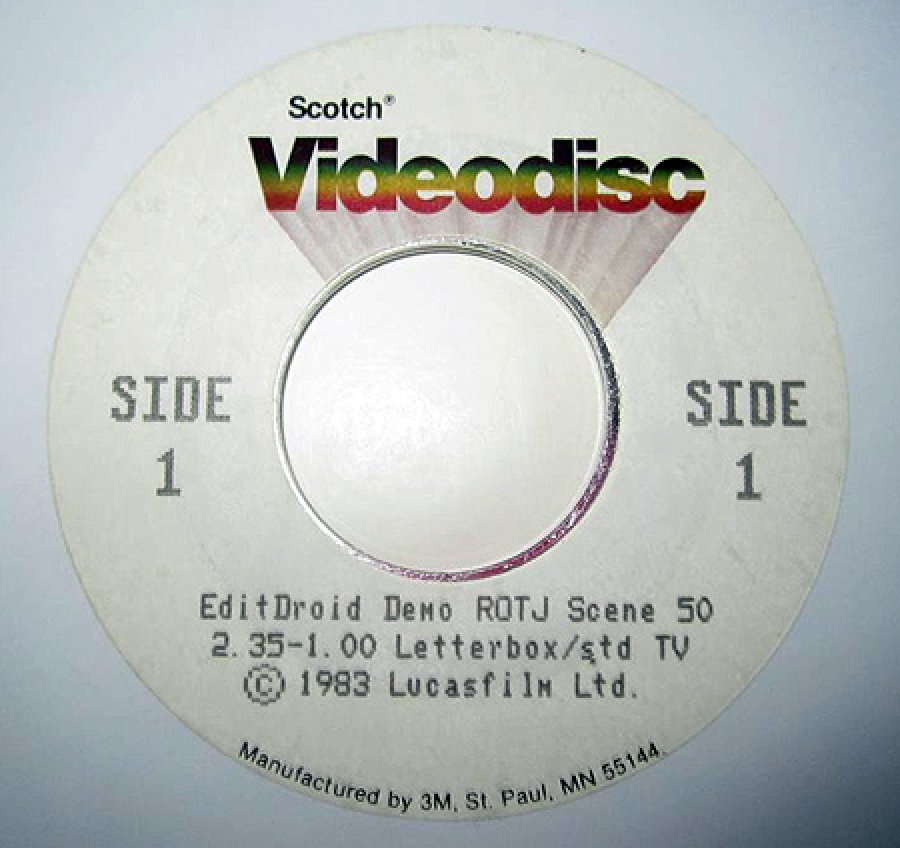 Scotch®
Videodisc
SIDE SIDE
1 1
EditDroid Demo ROTJ Scene 50
2.35-1.00 Letterbox/std TV
© 1983 Lucasfilm Ltd.
Manufactured by 3M, St. Paul, MN 55144